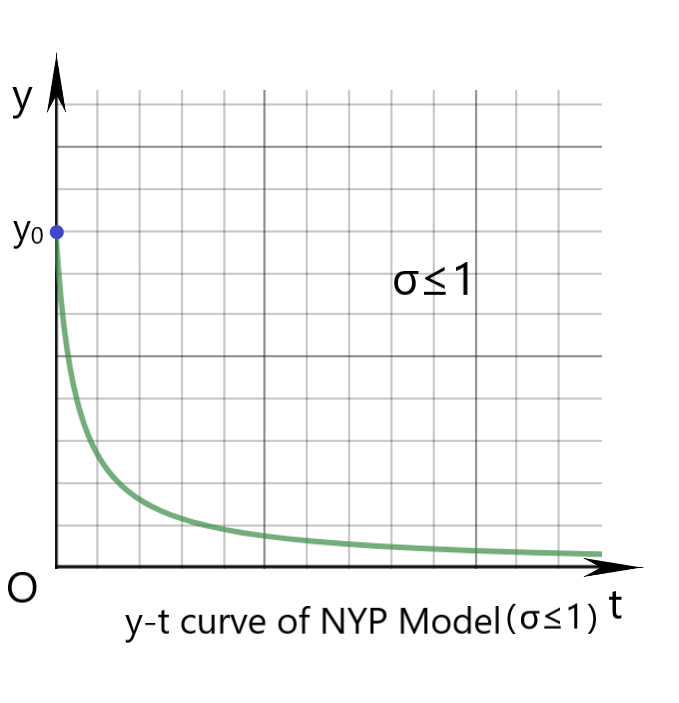 y
y₀
σ≤1
O
t
y-t curve of NYP Model(σ≤1)